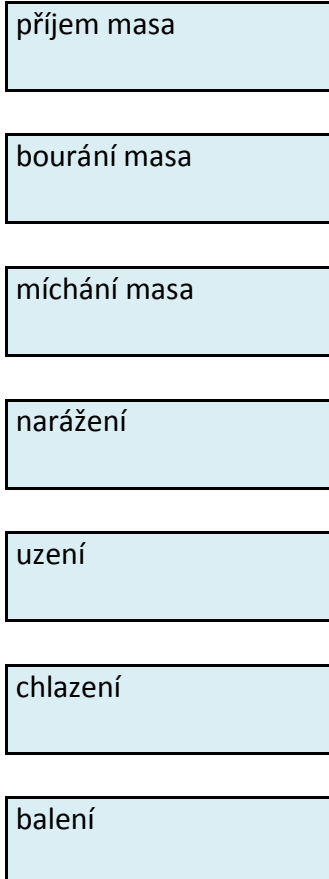 příjem masa
bourání masa
míchání masa
narážení
uzení
chlazení
balení